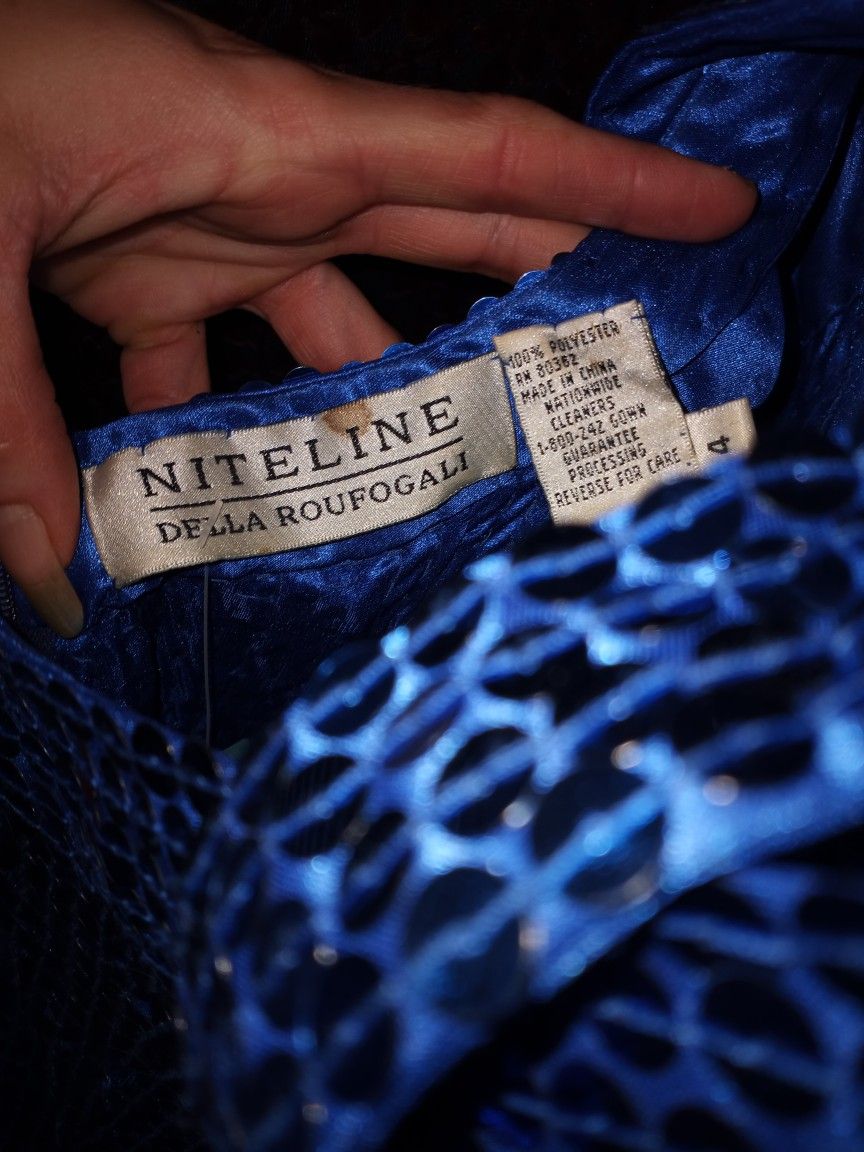 NITELINE
DELLA ROUFOGALI
100% POLYESTER
RN 80382
MADE IN CHINA
NATIONWIDE
CLEANERS
1-800-242 GOWN
GUARANTEE
PROCESSING
REVERSE FOR CARE
4